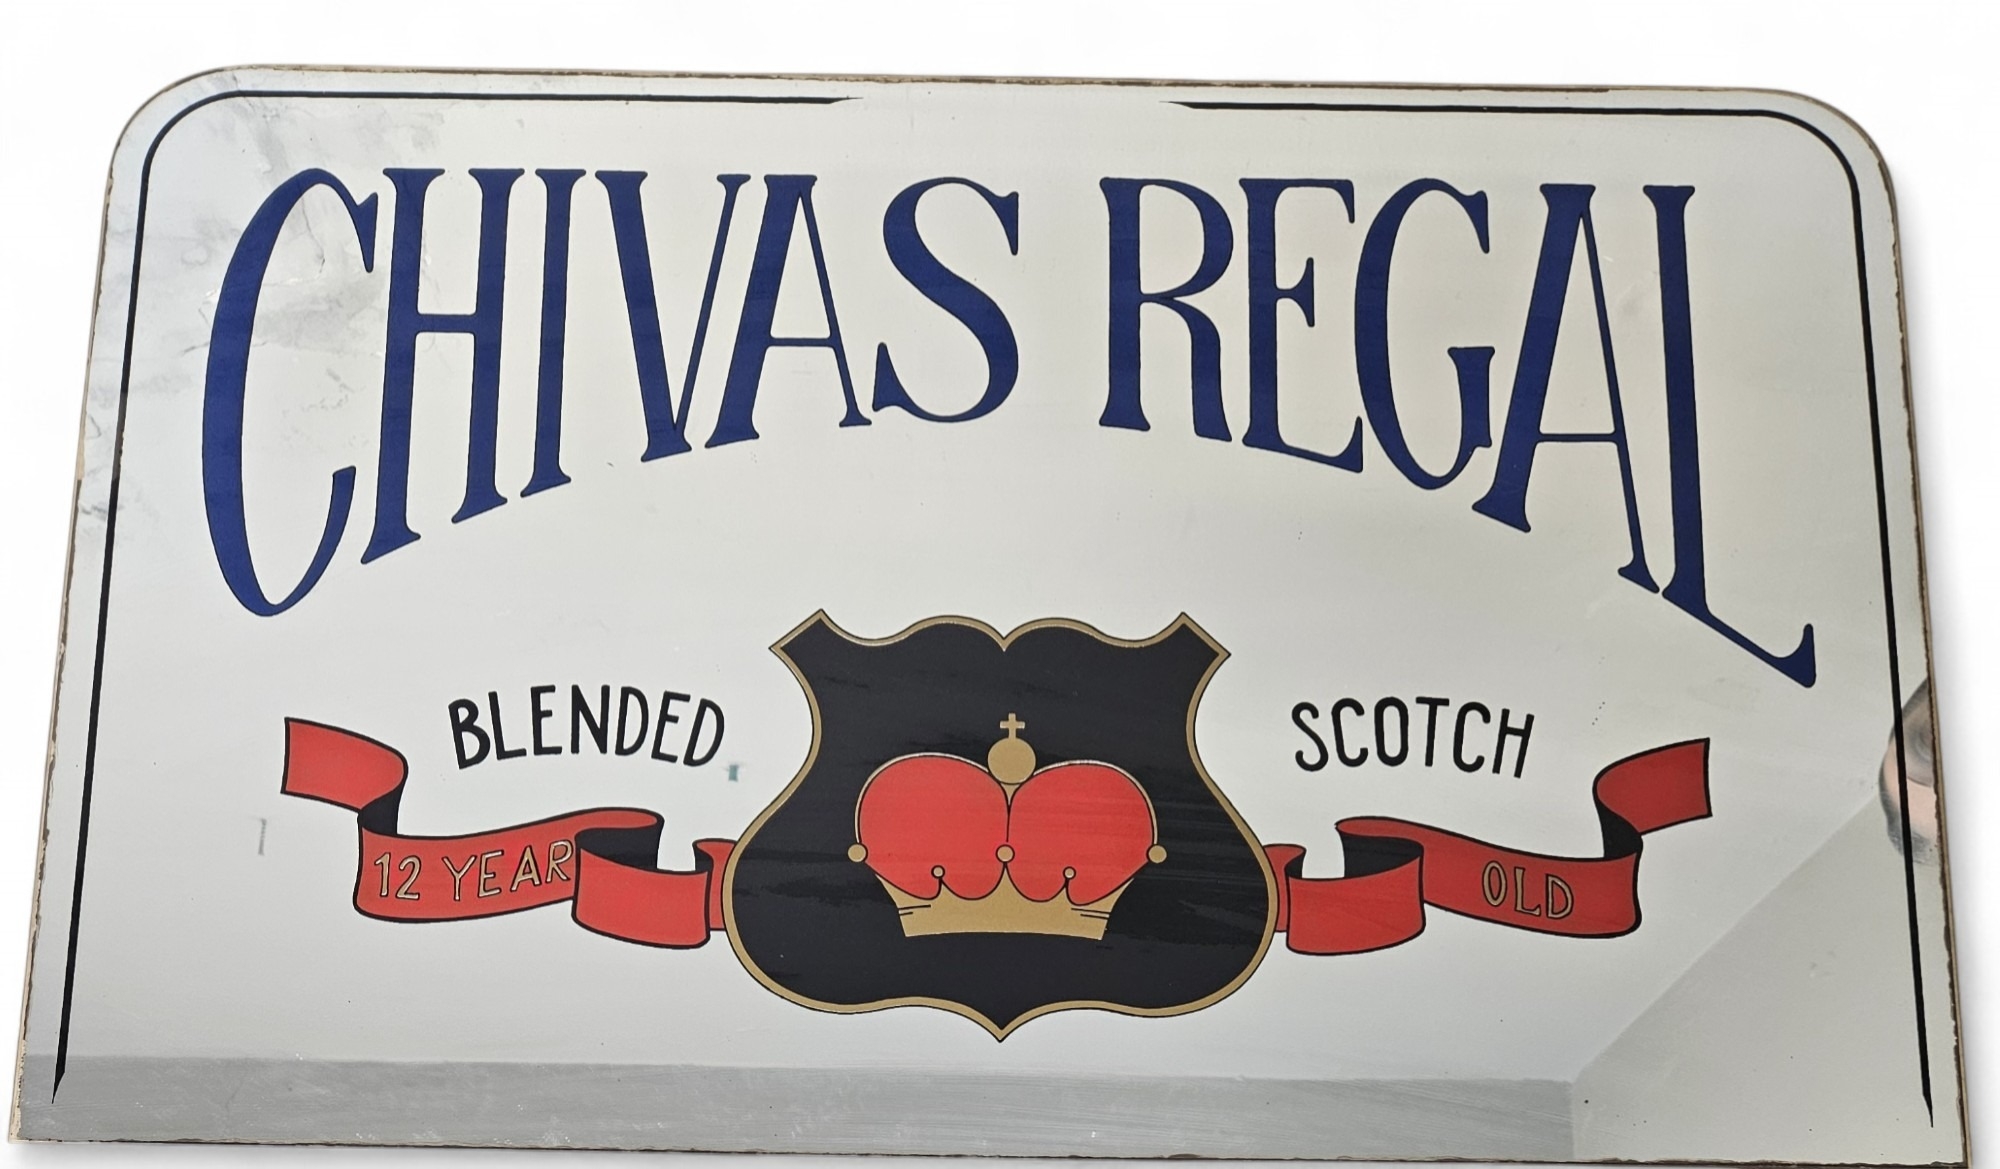 CHIVAS REGAL
BLENDED SCOTCH
12 YEAR OLD